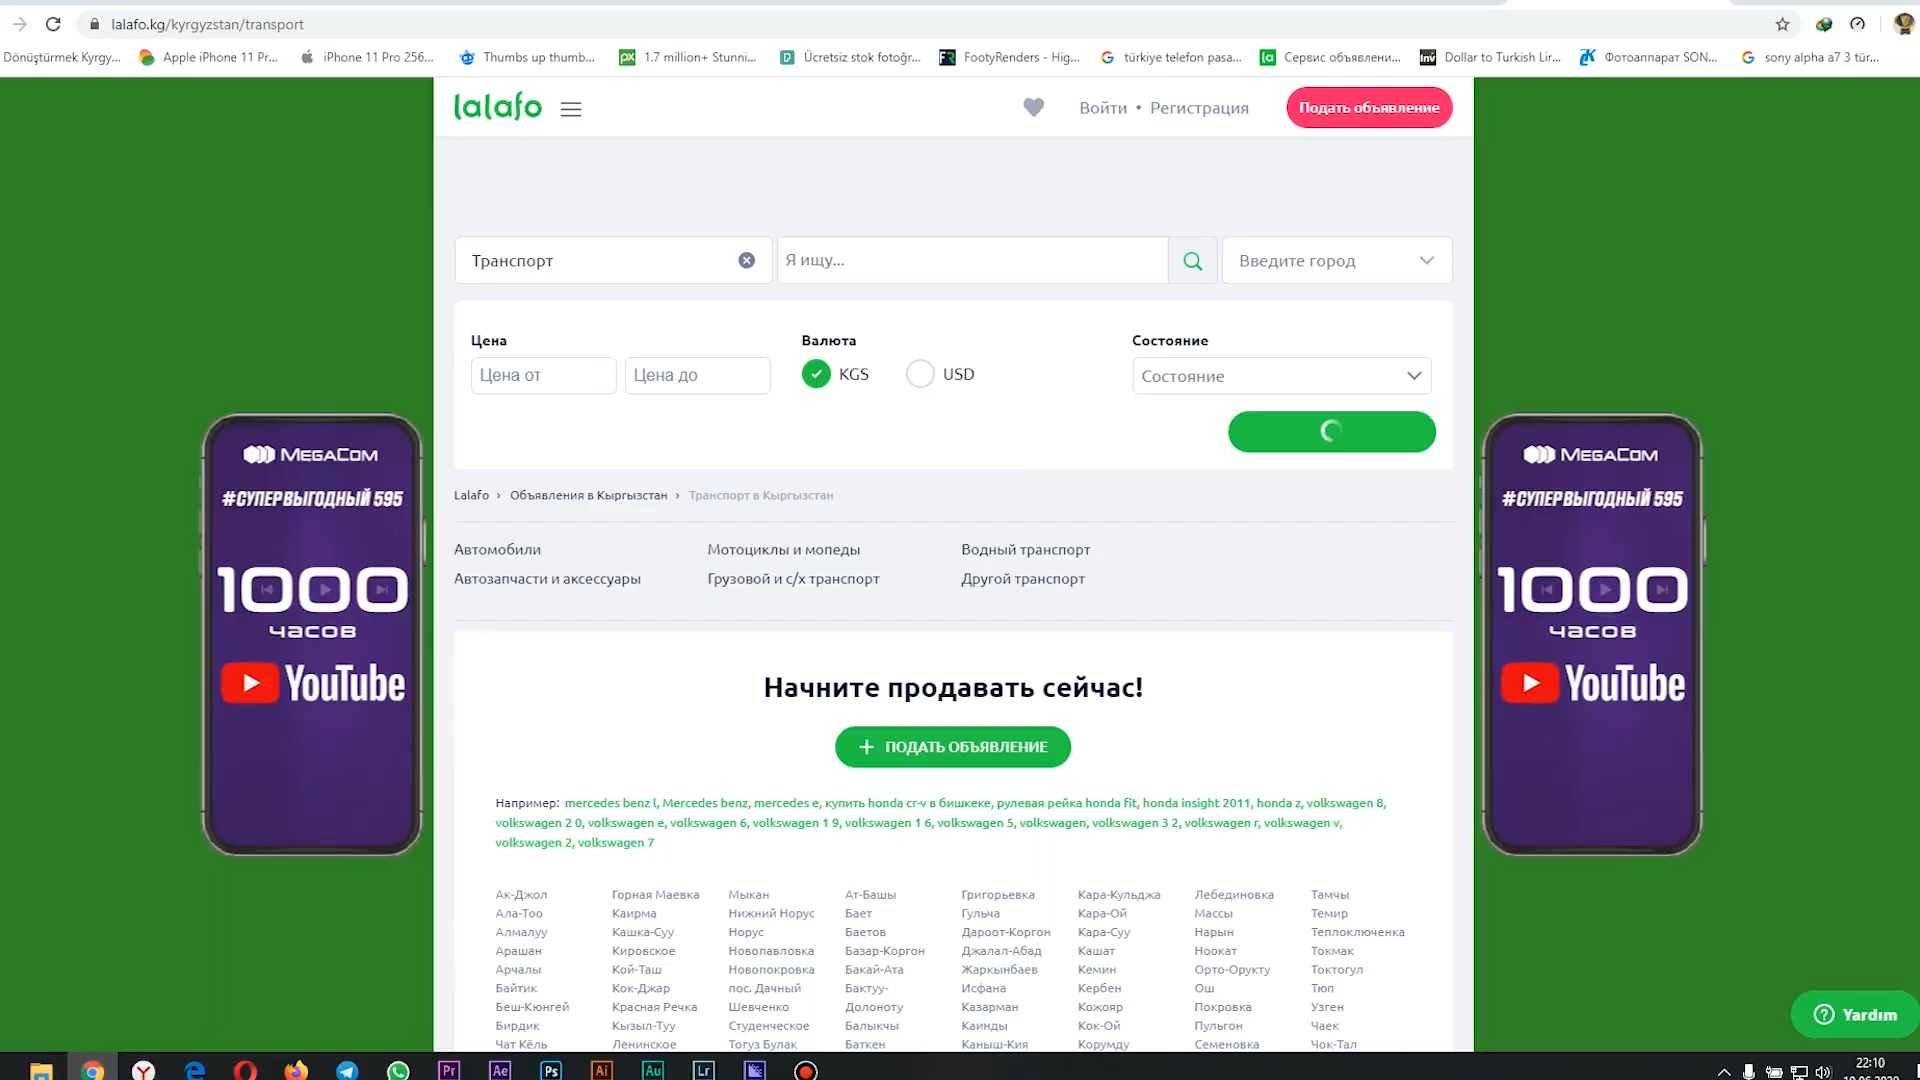 lalafo.kg/kyrgyzstan/transport
Dönüştürmek Kyrgy...
Apple iPhone 11 Pr...
iPhone 11 Pro 256...
Thumbs up thumb...
1.7 million+ Stunni...
Ücretsiz stok fotoğr...
FootyRenders - Hig...
türkiye telefon pasa...
Сервис объявлени...
Dollar to Turkish Lir...
Фотоаппарат SON...
sony alpha a7 3 tür...
lalafo
Войти • Регистрация
Подать объявление
Транспорт
Я ищу...
Введите город
Цена
Валюта
Состояние
Цена от
Цена до
KGS
USD
Состояние
Lalafo › Объявления в Кыргызстан › Транспорт в Кыргызстан
Автомобили
Мотоциклы и мопеды
Водный транспорт
Автозапчасти и аксессуары
Грузовой и с/х транспорт
Другой транспорт
MEGACOM
#СУПЕРВЫГОДНЫЙ 595
1000
часов
YouTube
MEGACOM
#СУПЕРВЫГОДНЫЙ 595
1000
часов
YouTube
Начните продавать сейчас!
+ ПОДАТЬ ОБЪЯВЛЕНИЕ
Например: mercedes benz l, Mercedes benz, mercedes e, купить honda cr-v в бишкеке, рулевая рейка honda fit, honda insight 2011, honda z, volkswagen 8,
volkswagen 2 0, volkswagen e, volkswagen 6, volkswagen 1 9, volkswagen 1 6, volkswagen 5, volkswagen, volkswagen 3 2, volkswagen r, volkswagen v,
volkswagen 2, volkswagen 7
Ак-Джол Горная Маевка Мыкан Ат-Башы Григорьевка Кара-Кульджа Лебединовка Тамчы
Ала-Тоо Каирма Нижний Норус Бает Гульча Кара-Ой Массы Темир
Алмалуу Кашка-Суу Норус Баетов Дароот-Коргон Кара-Суу Нарын Теплоключенка
Арашан Кировское Новопавловка Базар-Коргон Джалал-Абад Кашат Ноокат Токмак
Арчалы Кой-Таш Новопокровка Бакай-Ата Жаркынбаев Кемин Орто-Орукту Токтогул
Байтик Кок-Джар пос. Дачный Бактуу- Исфана Кербен Ош Тюп
Беш-Кюнгей Красная Речка Шевченко Долоноту Казарман Кожояр Покровка Узген
Бирдик Кызыл-Туу Студенческое Балыкчы Каинды Кок-Ой Пульгон Чаек
Чат Кёль Ленинское Тогуз Булак Баткен Каныш-Кия Корумду Семеновка Чок-Тал
Yardım
Pr
Ae
Ps
Ai
Au
Lr
22:10